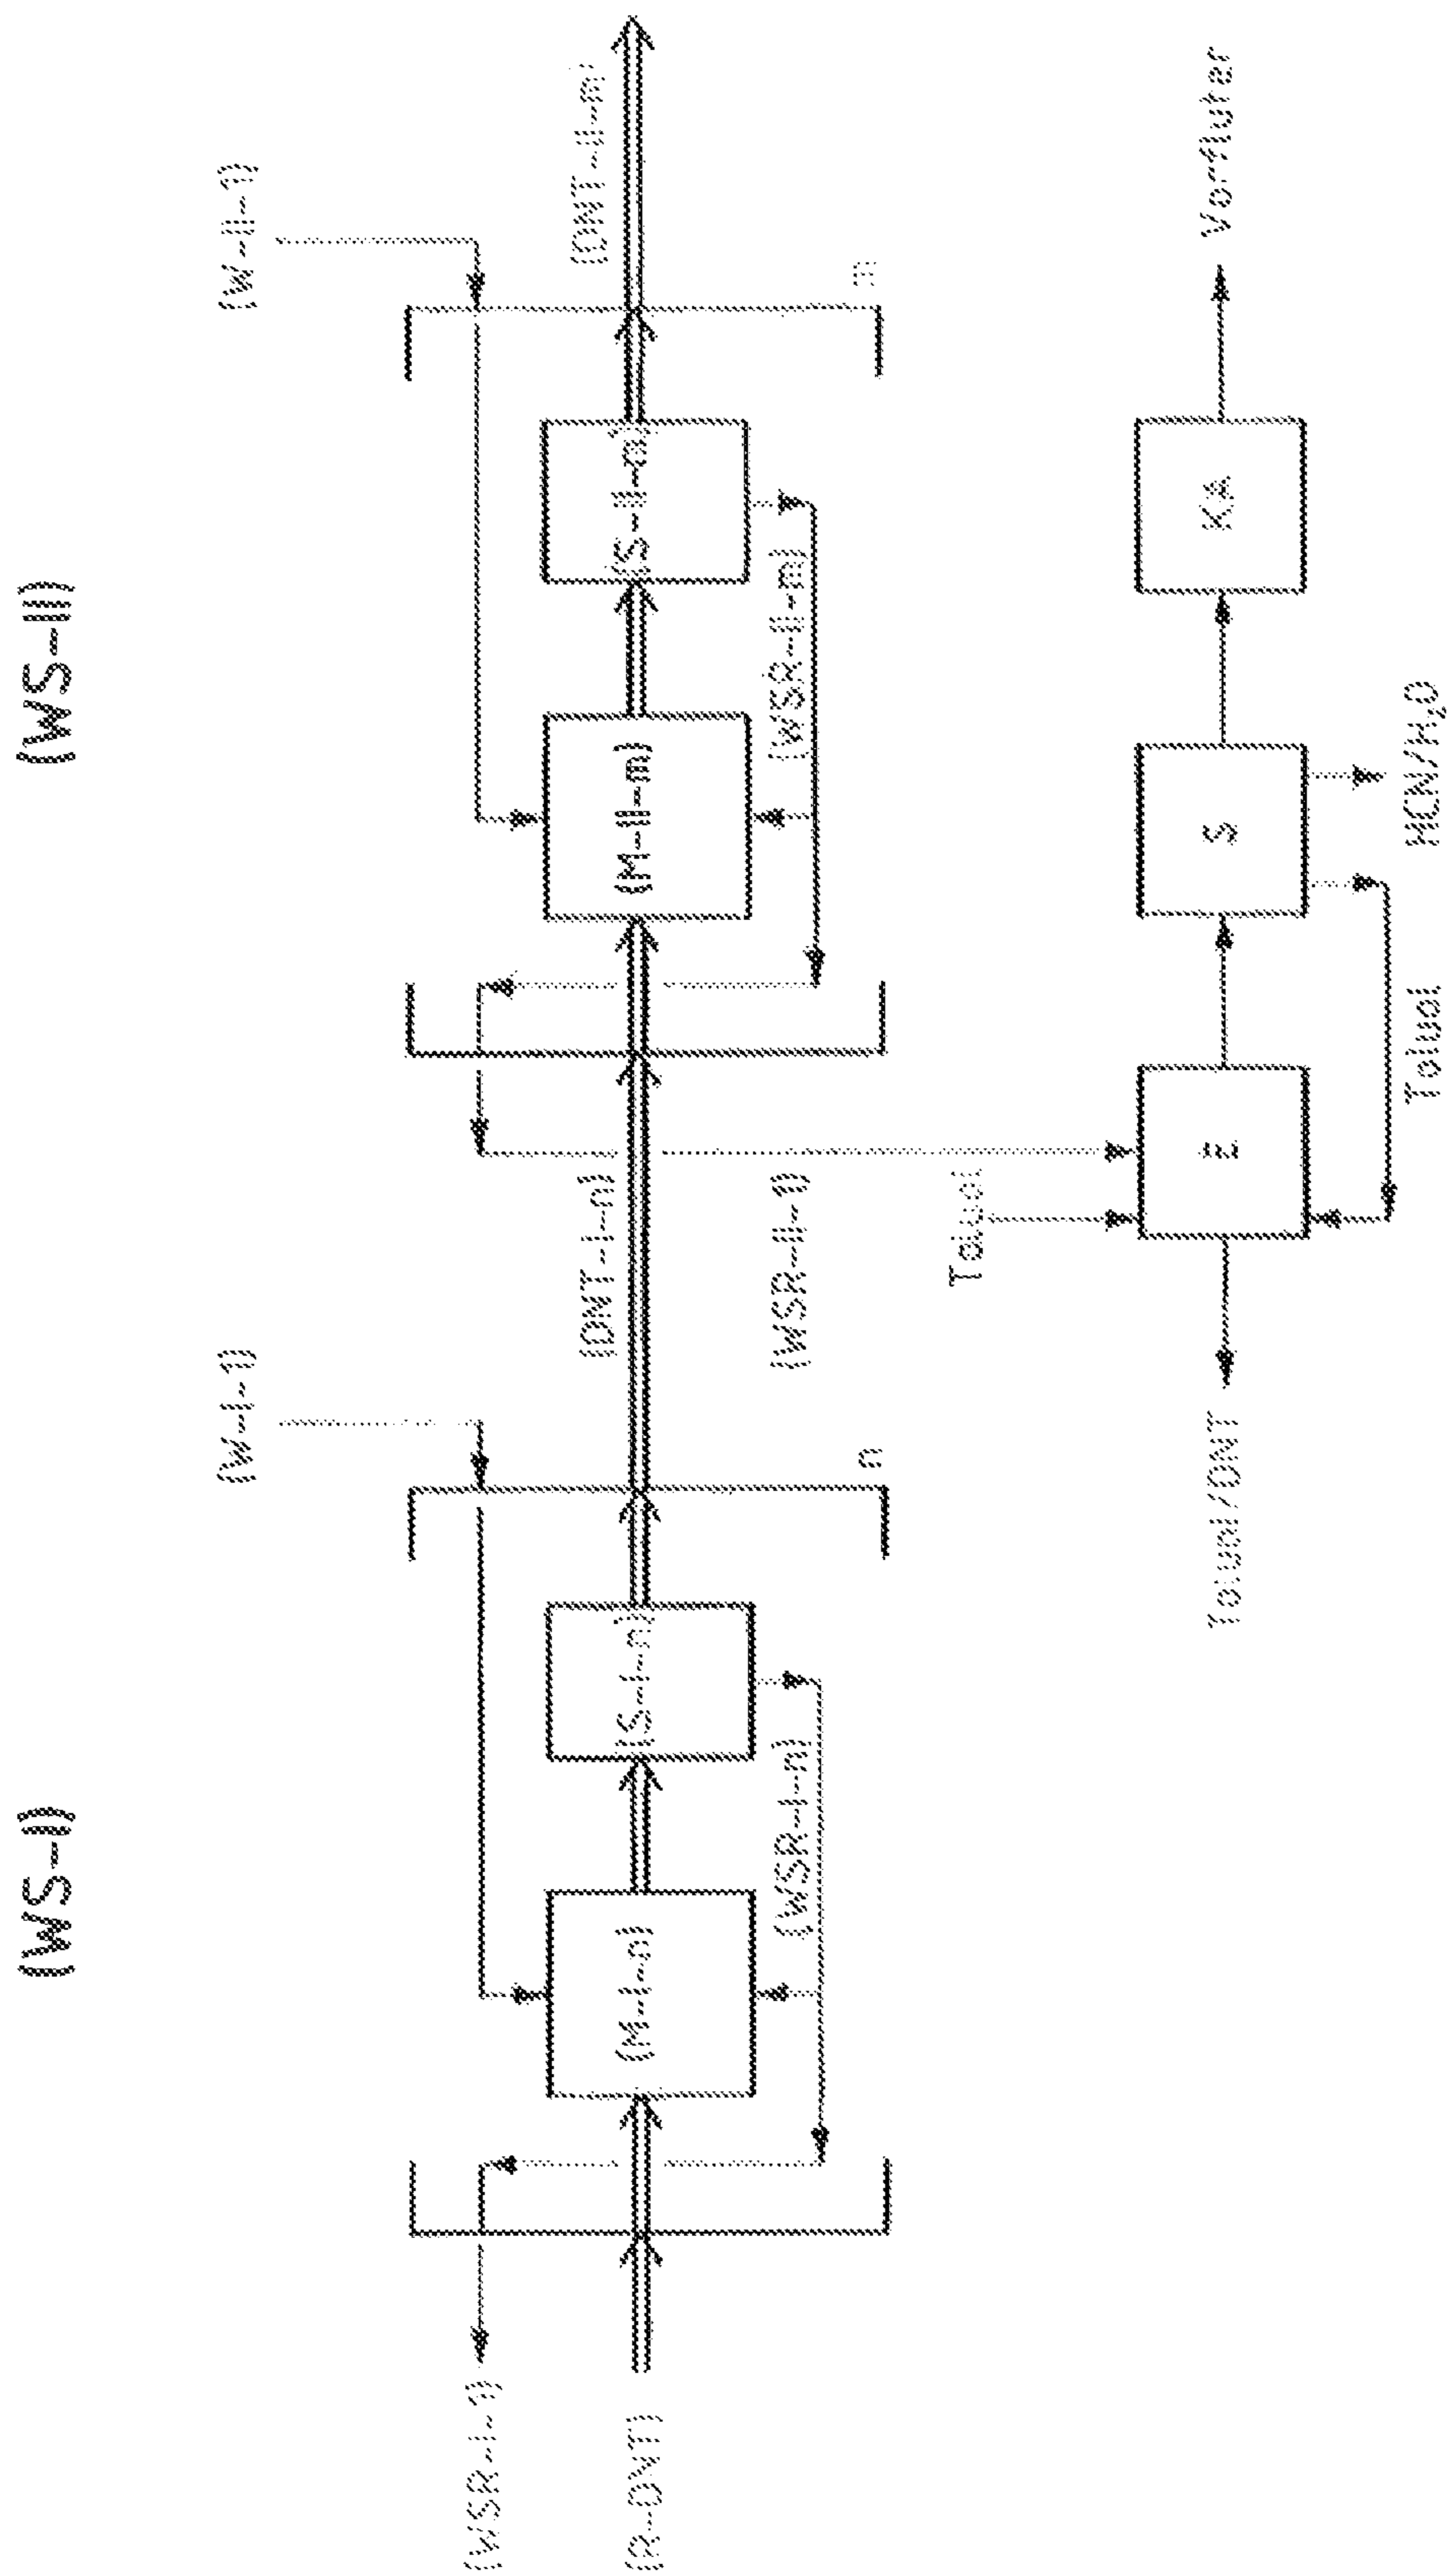 (WS-I)
(WS-II)
(W-I-1)
(W-II-1)
(WSR-I-1)
(R-DNT)
(M-I-n)
(S-I-n)
(WSR-I-n)
n
(DNT-I-n)
(WSR-II-1)
(M-II-m)
(WSR-II-m)
m
(DNT-II-m)
Toluol
Toluol/DNT
E
S
KA
Vorfluter
Toluol
HCN/H₂O